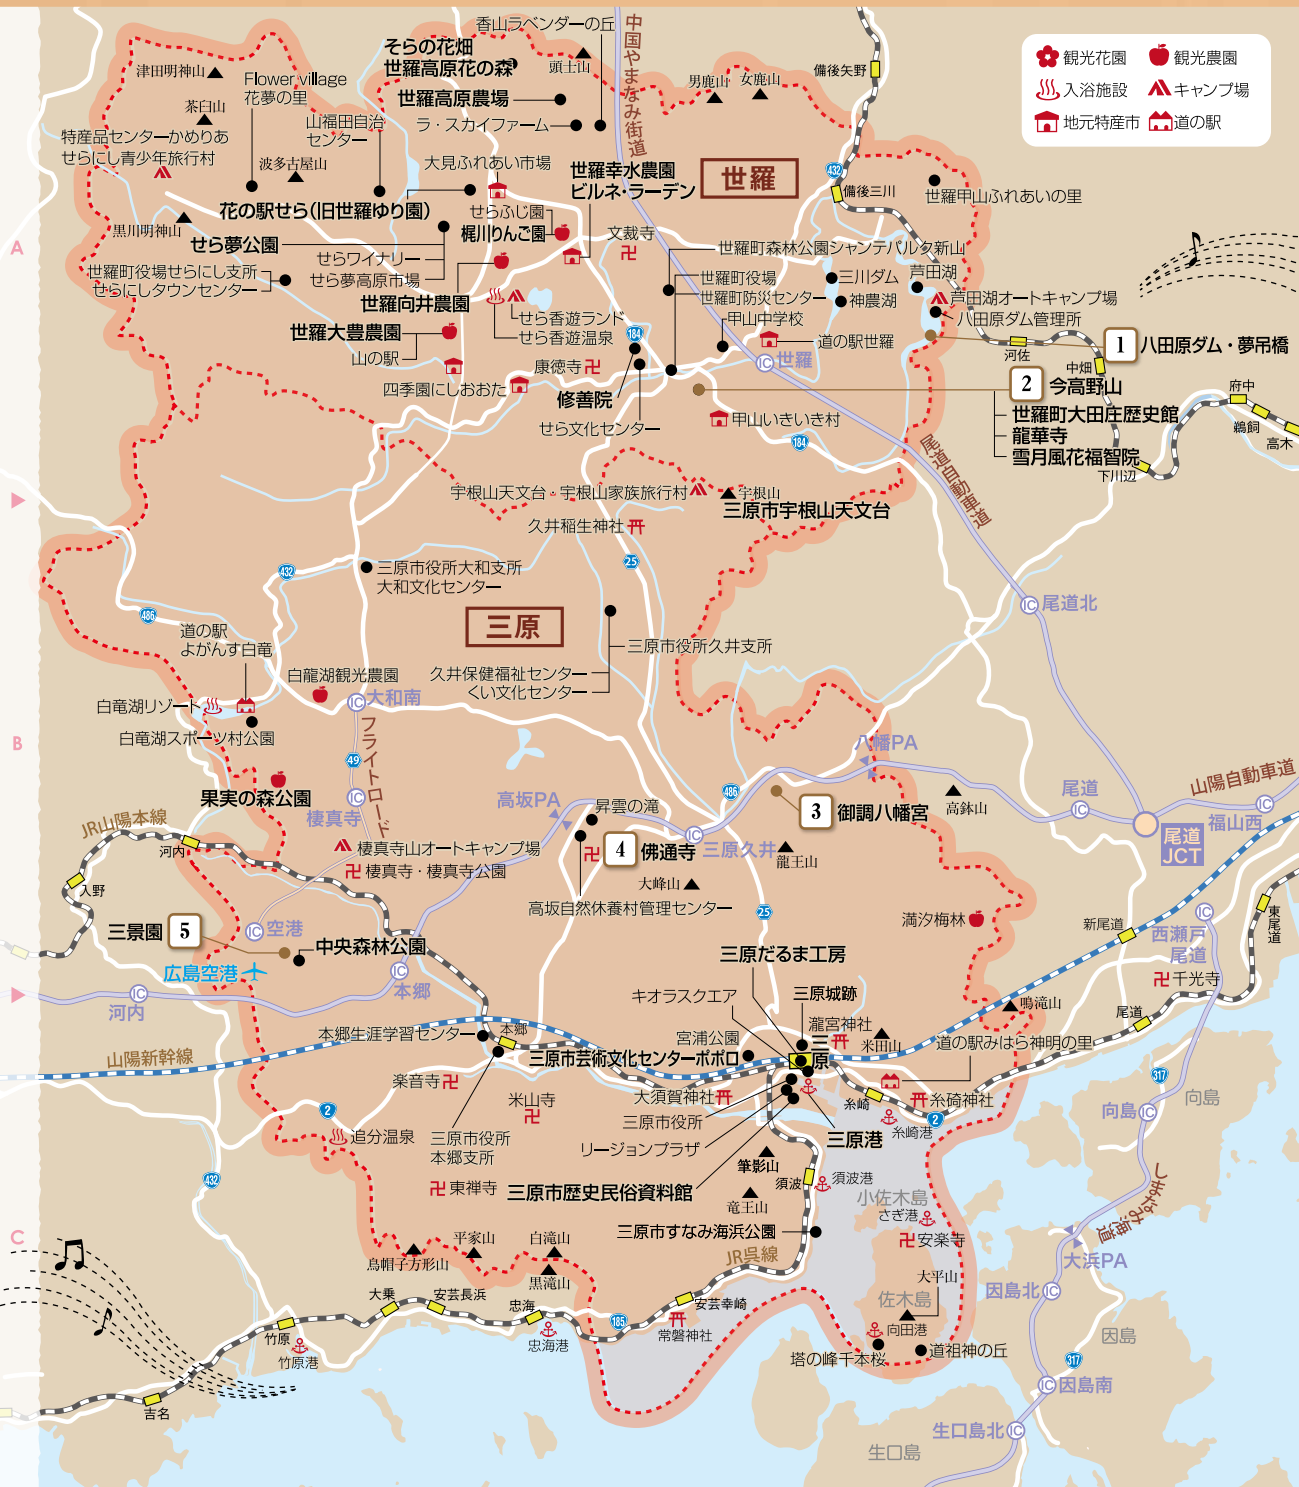 観光花園
観光農園
入浴施設
キャンプ場
地元特産市
道の駅
香山ラベンダーの丘
そらの花畑
世羅高原花の森
頭士山
中国やまなみ街道
男鹿山
女鹿山
備後矢野
津田明神山
Flower village
花夢の里
世羅高原農場
ラ・スカイファーム
茶臼山
山福田自治
センター
特産品センターかめりあ
せらにし青少年旅行村
波多古屋山
大見ふれあい市場
世羅幸水農園
ビルネ・ラーデン
世羅
432
備後三川
世羅甲山ふれあいの里
花の駅せら(旧世羅ゆり園)
せらふじ園
梶川りんご園
黒川明神山
せら夢公園
せらワイナリー
せら夢高原市場
文裁寺
世羅町森林公園シャンテパルク新山
A
世羅町役場せらにし支所
せらにしタウンセンター
世羅町役場
世羅町防災センター
三川ダム
神農湖
芦田湖
芦田湖オートキャンプ場
八田原ダム管理所
世羅向井農園
せら香遊ランド
せら香遊温泉
184
甲山中学校
道の駅世羅
世羅大豊農園
山の駅
康徳寺
IC
世羅
河佐
中畑
1
八田原ダム・夢吊橋
四季園にしおおた
修善院
せら文化センター
2
今高野山
世羅町大田庄歴史館
龍華寺
雪月風花福智院
府中
鵜飼
高木
下川辺
甲山いきいき村
184
尾道自動車道
宇根山天文台・宇根山家族旅行村
宇根山
三原市宇根山天文台
久井稲生神社
25
432
三原市役所大和支所
大和文化センター
486
三原
IC
尾道北
道の駅
よがんす白竜
三原市役所久井支所
久井保健福祉センター
くい文化センター
白龍湖観光農園
白竜湖リゾート
白竜湖スポーツ村公園
IC
大和南
B
フライトロード
49
八幡PA
果実の森公園
IC
棲真寺
高坂PA
昇雲の滝
486
3
御調八幡宮
高鉢山
尾道
IC
山陽自動車道
IC
福山西
尾道
JCT
JR山陽本線
河内
入野
棲真寺山オートキャンプ場
棲真寺・棲真寺公園
4
佛通寺
IC
三原久井
龍王山
大峰山
高坂自然休養村管理センター
25
満汐梅林
新尾道
IC
西瀬戸
尾道
東尾道
三景園
5
IC
空港
中央森林公園
広島空港
IC
本郷
IC
河内
三原だるま工房
キオラスクエア
三原城跡
千光寺
鳴滝山
尾道
本郷生涯学習センター
本郷
宮浦公園
瀧宮神社
米田山
道の駅みはら神明の里
山陽新幹線
三原市芸術文化センターポポロ
三原
楽音寺
大須賀神社
糸崎
糸碕神社
317
2
米山寺
三原市役所
糸崎港
2
向島
IC
向島
追分温泉
三原市役所
本郷支所
リージョンプラザ
三原港
432
筆影山
須波
須波港
東禅寺
三原市歴史民俗資料館
竜王山
小佐木島
さぎ港
しまなみ海道
C
三原市すなみ海浜公園
安楽寺
平家山
白滝山
烏帽子方形山
黒滝山
JR呉線
大浜PA
大平山
佐木島
因島北
IC
大乗
安芸長浜
忠海
185
安芸幸崎
常磐神社
向田港
竹原
竹原港
忠海港
塔の峰千本桜
道祖神の丘
因島
317
IC
因島南
吉名
生口島北
IC
生口島